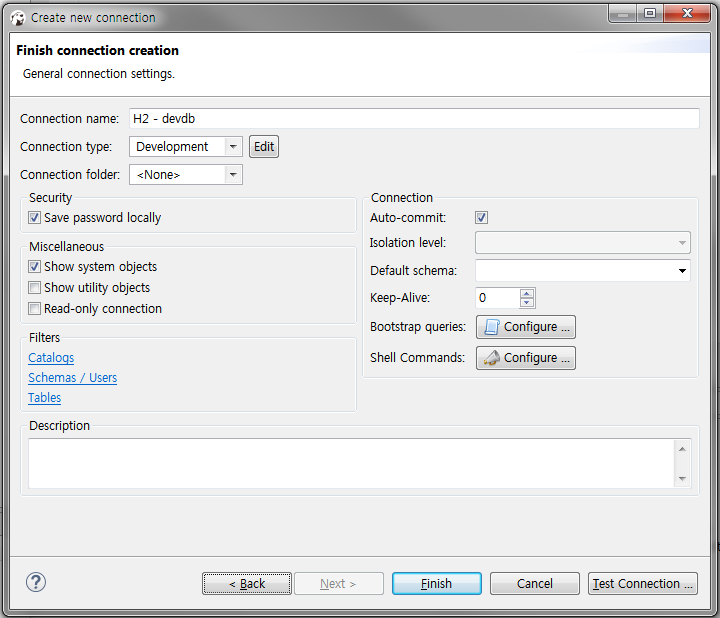 Create new connection
Finish connection creation
General connection settings.
Connection name: H2 - devdb
Connection type: Development Edit
Connection folder: <None>
Security
Save password locally
Miscellaneous
Show system objects
Show utility objects
Read-only connection
Filters
Catalogs
Schemas / Users
Tables
Connection
Auto-commit:
Isolation level:
Default schema:
Keep-Alive: 0
Bootstrap queries: Configure ...
Shell Commands: Configure ...
Description
? < Back Next > Finish Cancel Test Connection ...